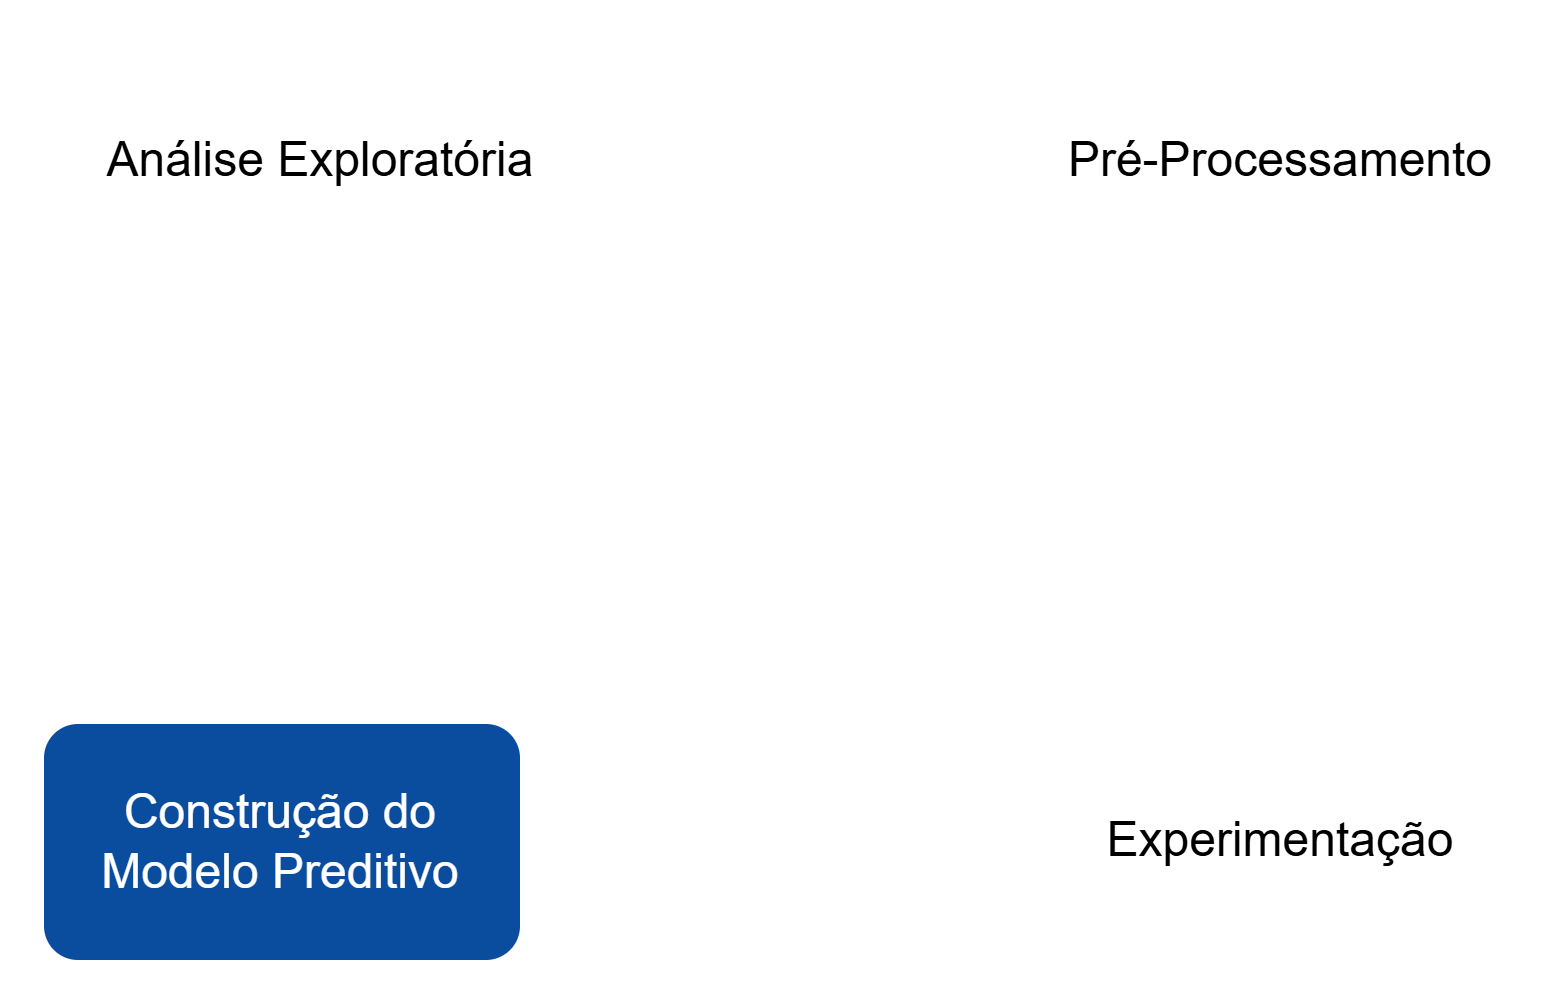 Análise Exploratória
Pré-Processamento
Construção do
Modelo Preditivo
Experimentação